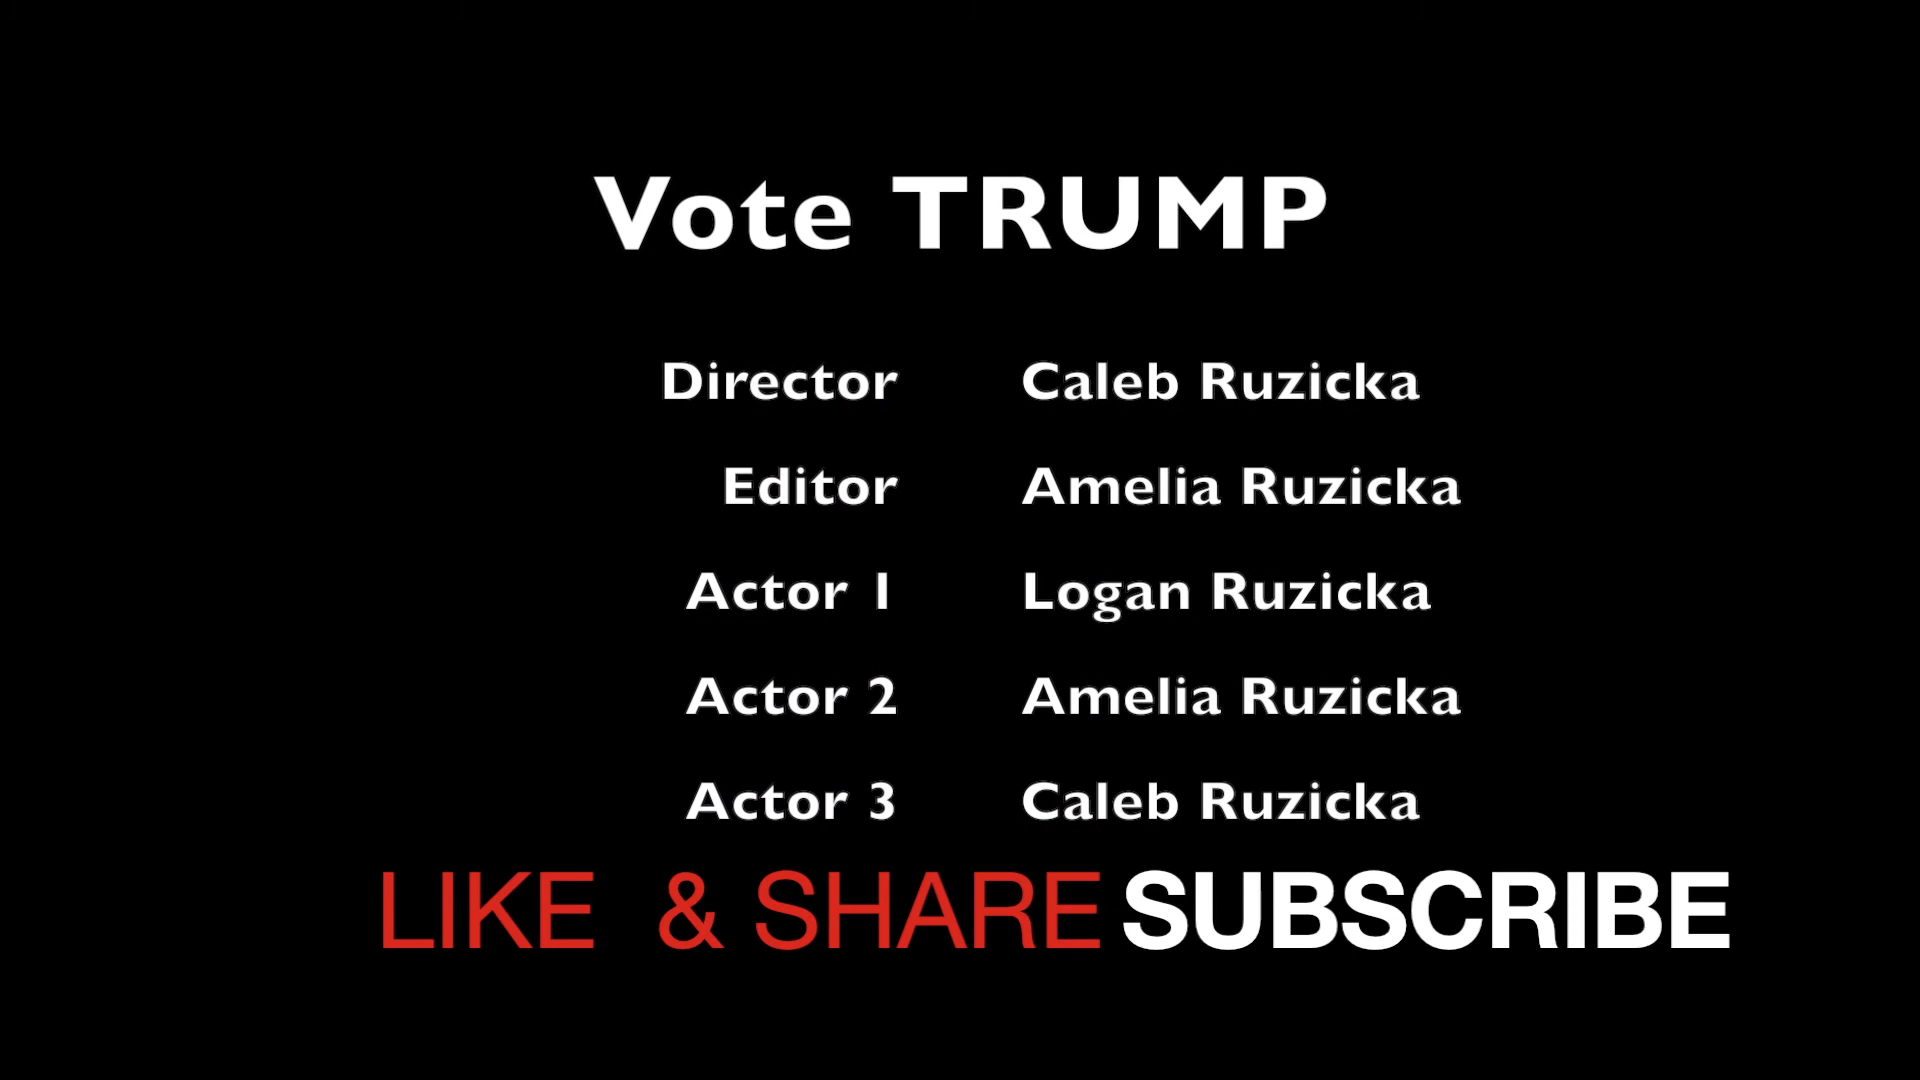 Vote TRUMP
Director Caleb Ruzicka
Editor Amelia Ruzicka
Actor 1 Logan Ruzicka
Actor 2 Amelia Ruzicka
Actor 3 Caleb Ruzicka
LIKE & SHARE SUBSCRIBE